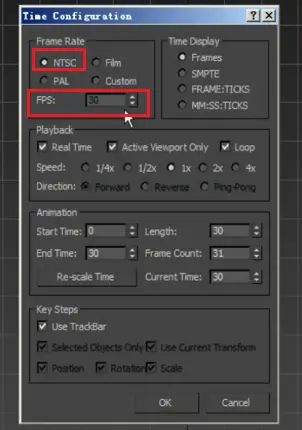 Time Configuration
Frame Rate
NTSC Film
PAL Custom
FPS: 30
Time Display
Frames
SMPTE
FRAME:TICKS
MM:SS:TICKS
Playback
Real Time Active Viewport Only Loop
Speed: 1/4x 1/2x 1x 2x 4x
Direction: Forward Reverse Ping-Pong
Animation
Start Time: 0 Length: 30
End Time: 30 Frame Count: 31
Re-scale Time Current Time: 30
Key Steps
Use TrackBar
Selected Objects Only Use Current Transform
Position Rotation Scale
OK Cancel